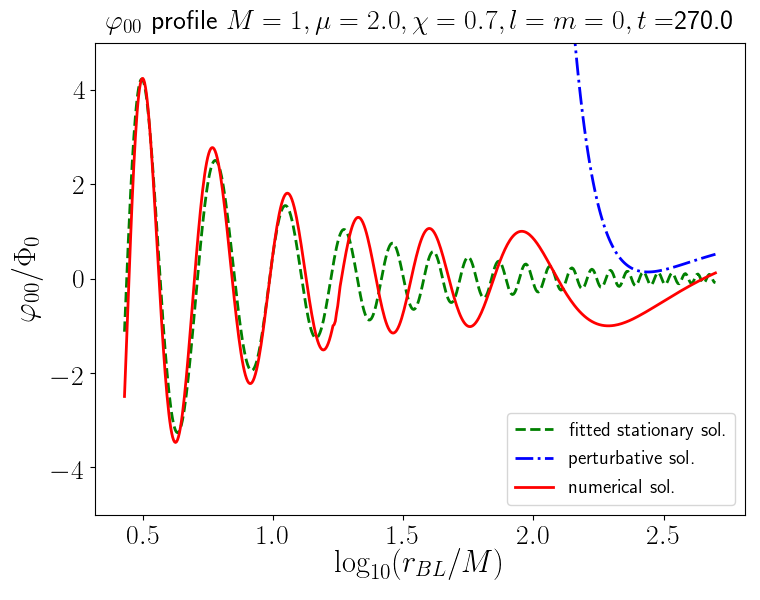 φ₀₀ profile M = 1, μ = 2.0, χ = 0.7, l = m = 0, t = 270.0
φ₀₀/Φ₀
4
2
0
−2
−4
fitted stationary sol.
perturbative sol.
numerical sol.
0.5 1.0 1.5 2.0 2.5
log₁₀(r_BL/M)